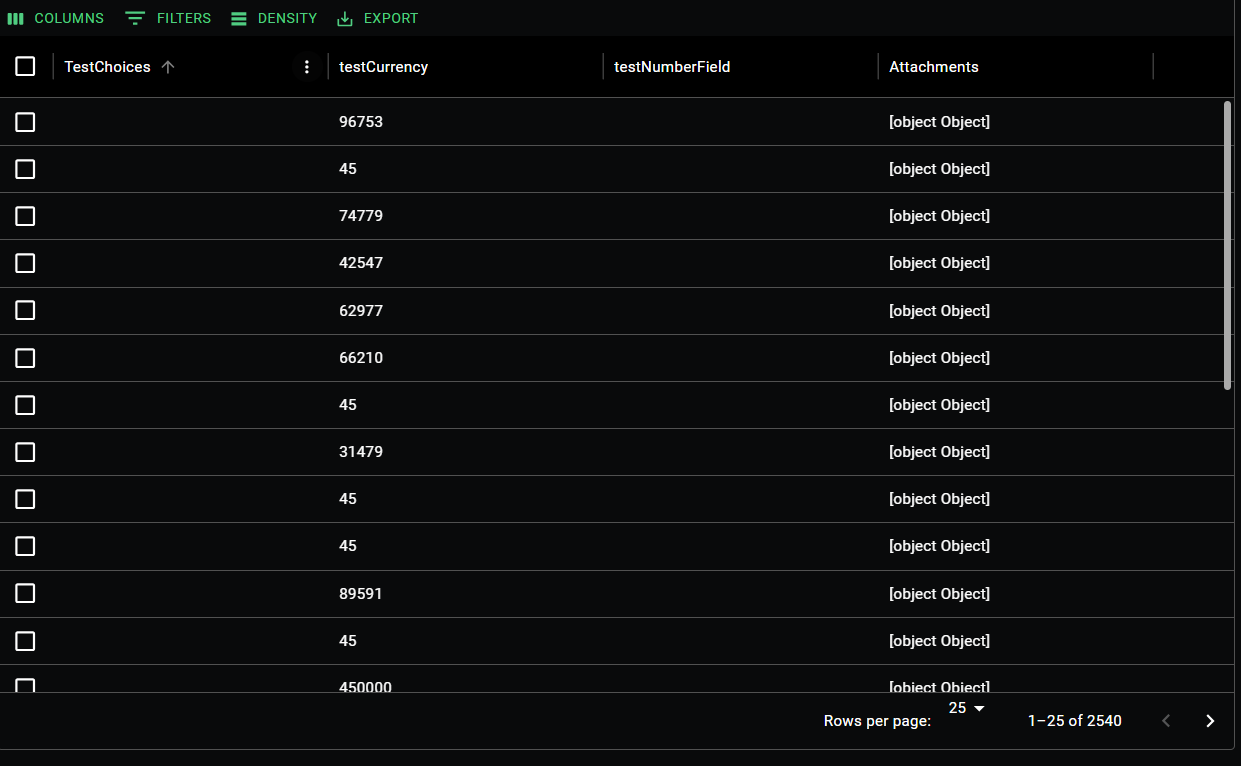 COLUMNS FILTERS DENSITY EXPORT
TestChoices testCurrency testNumberField Attachments
96753 [object Object]
45 [object Object]
74779 [object Object]
42547 [object Object]
62977 [object Object]
66210 [object Object]
45 [object Object]
31479 [object Object]
45 [object Object]
45 [object Object]
89591 [object Object]
45 [object Object]
450000 [object Object]
Rows per page: 25 1–25 of 2540